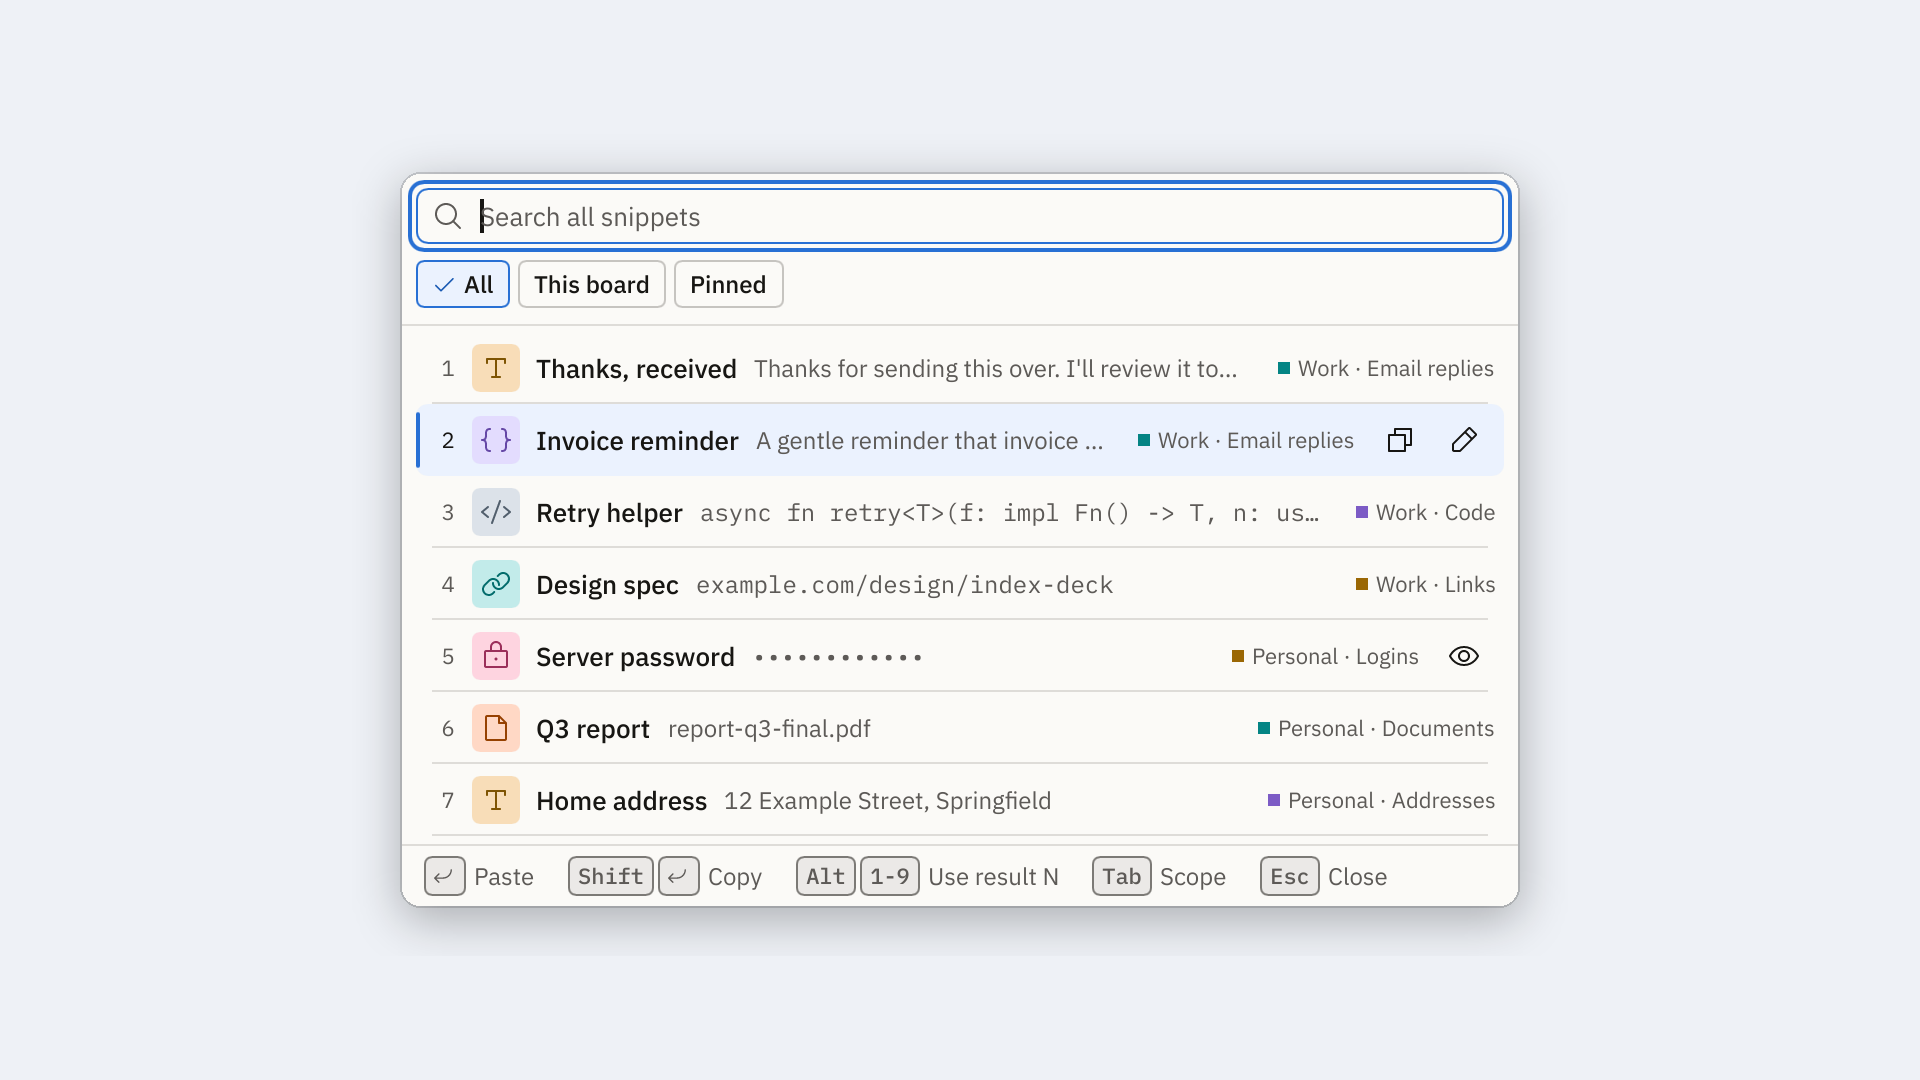 Search all snippets
All This board Pinned
1 Thanks, received Thanks for sending this over. I'll review it to… Work · Email replies
2 { } Invoice reminder A gentle reminder that invoice … Work · Email replies
3 </> Retry helper async fn retry<T>(f: impl Fn() -> T, n: us… Work · Code
4 Design spec example.com/design/index-deck Work · Links
5 Server password •••••••••••• Personal · Logins
6 Q3 report report-q3-final.pdf Personal · Documents
7 Home address 12 Example Street, Springfield Personal · Addresses
Paste Shift Copy Alt 1-9 Use result N Tab Scope Esc Close